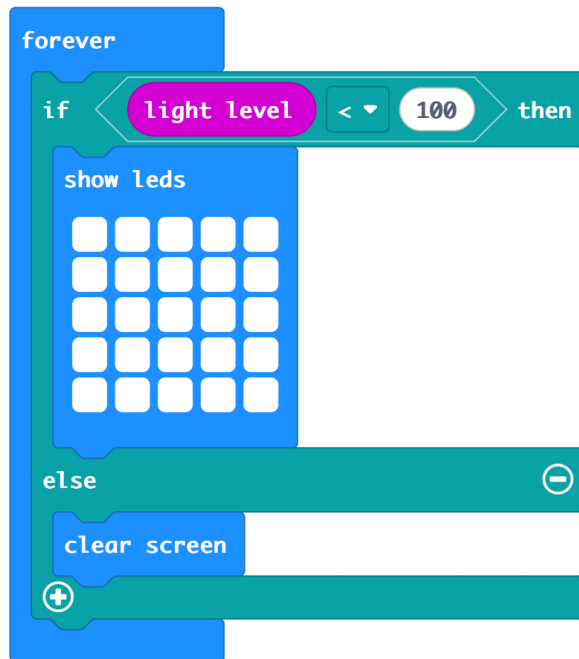 forever
if light level < 100 then
show leds
else
clear screen